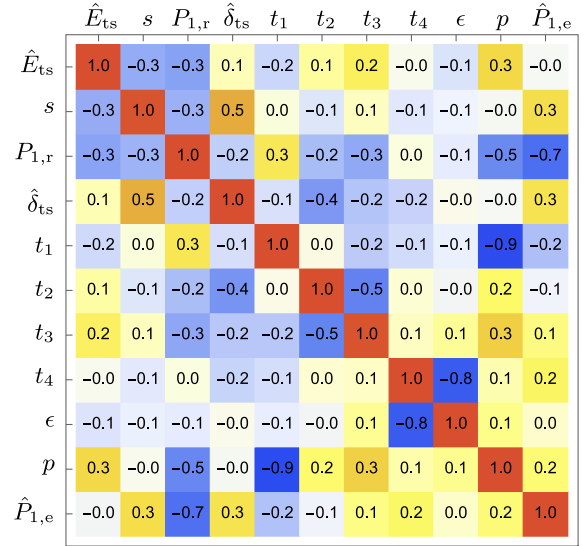 Ê_ts s P_1,r δ̂_ts t_1 t_2 t_3 t_4 ϵ p P̂_1,e
Ê_ts 1.0 −0.3 −0.3 0.1 −0.2 0.1 0.2 −0.0 −0.1 0.3 −0.0
s −0.3 1.0 −0.3 0.5 0.0 −0.1 0.1 −0.1 −0.1 −0.0 0.3
P_1,r −0.3 −0.3 1.0 −0.2 0.3 −0.2 −0.3 0.0 −0.1 −0.5 −0.7
δ̂_ts 0.1 0.5 −0.2 1.0 −0.1 −0.4 −0.2 −0.2 −0.0 −0.0 0.3
t_1 −0.2 0.0 0.3 −0.1 1.0 0.0 −0.2 −0.1 −0.1 −0.9 −0.2
t_2 0.1 −0.1 −0.2 −0.4 0.0 1.0 −0.5 0.0 −0.0 0.2 −0.1
t_3 0.2 0.1 −0.3 −0.2 −0.2 −0.5 1.0 0.1 0.1 0.3 0.1
t_4 −0.0 −0.1 0.0 −0.2 −0.1 0.0 0.1 1.0 −0.8 0.1 0.2
ϵ −0.1 −0.1 −0.1 −0.0 −0.1 −0.0 0.1 −0.8 1.0 0.1 0.0
p 0.3 −0.0 −0.5 −0.0 −0.9 0.2 0.3 0.1 0.1 1.0 0.2
P̂_1,e −0.0 0.3 −0.7 0.3 −0.2 −0.1 0.1 0.2 0.0 0.2 1.0